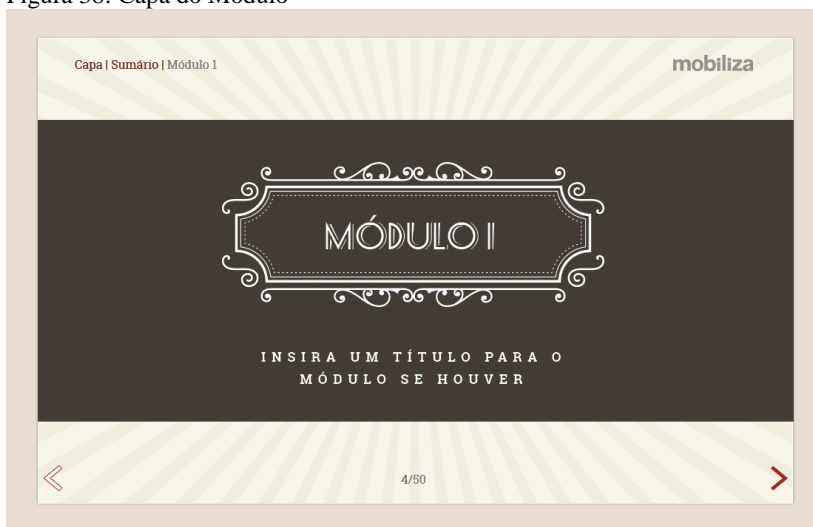 Figura 38: Capa do Módulo
Capa | Sumário | Módulo 1
mobiliza
MÓDULO I
INSIRA UM TÍTULO PARA O
MÓDULO SE HOUVER
4/50